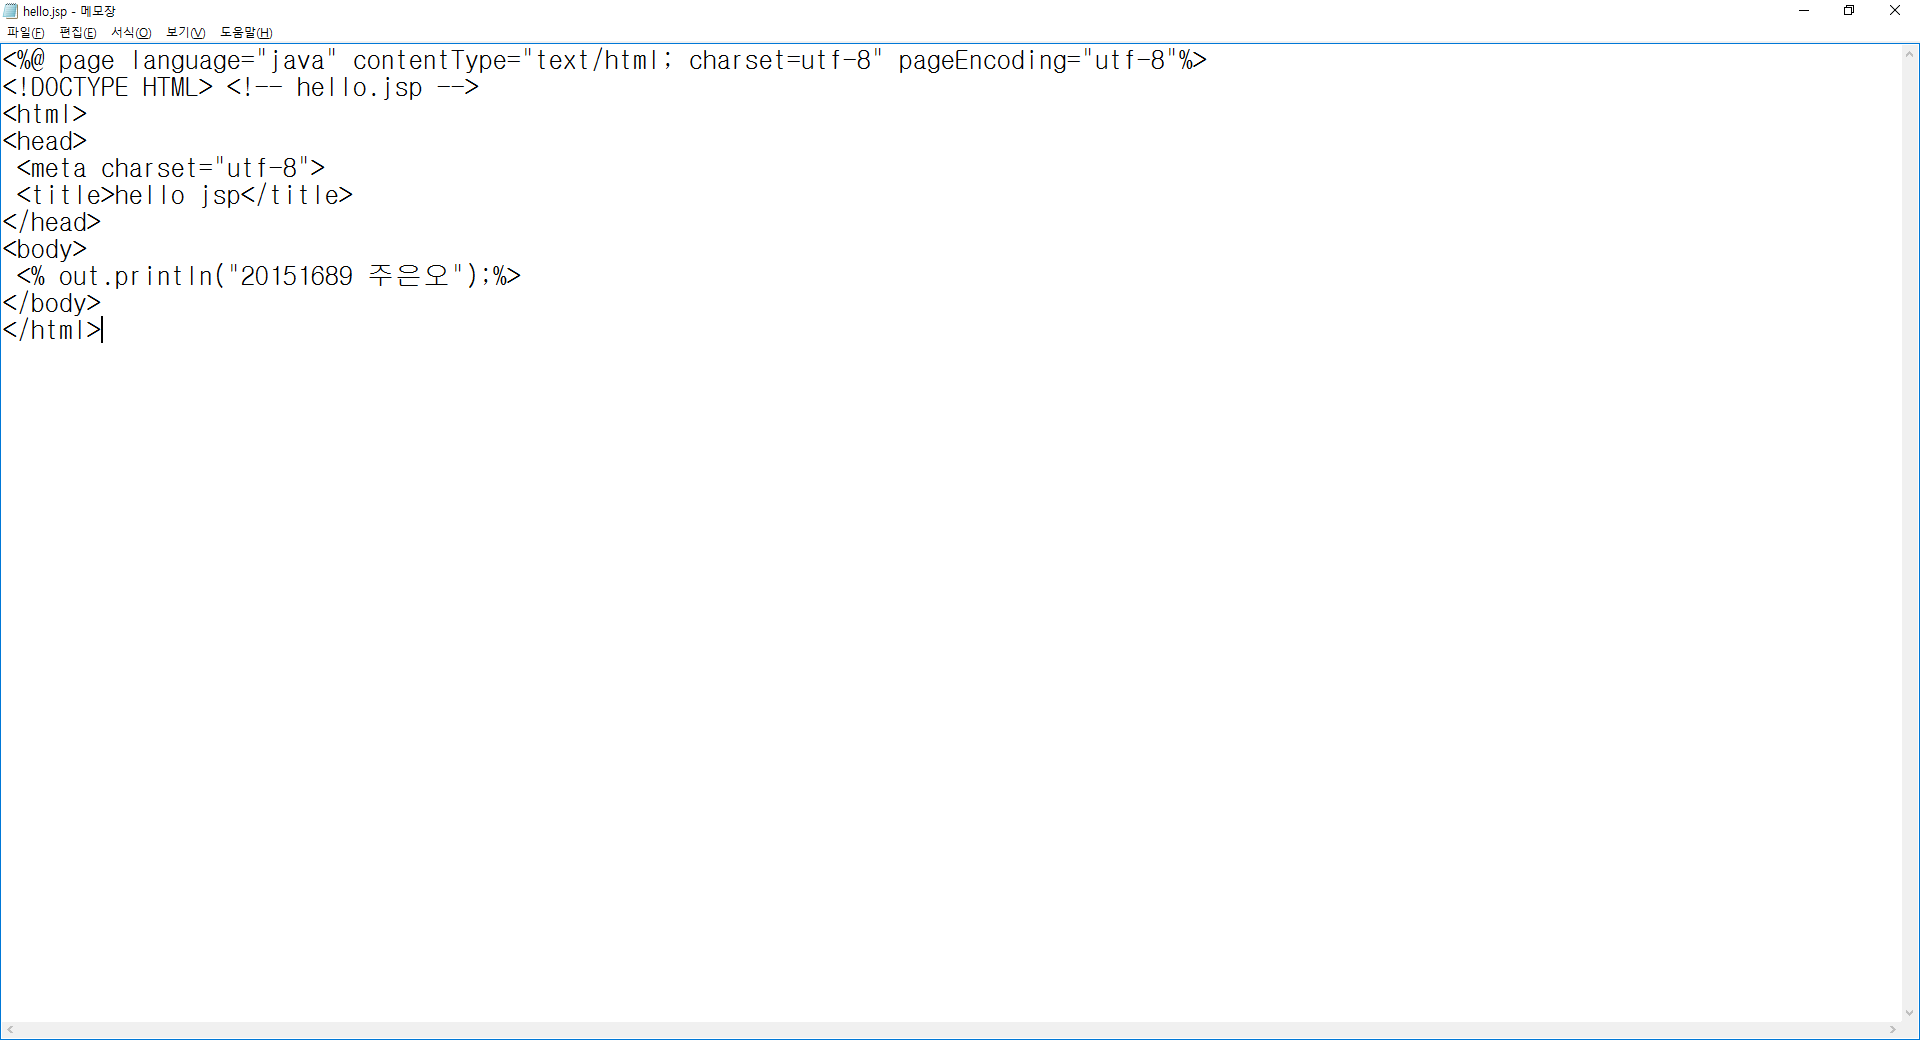 hello.jsp - 메모장
파일(F) 편집(E) 서식(O) 보기(V) 도움말(H)
<%@ page language="java" contentType="text/html; charset=utf-8" pageEncoding="utf-8"%>
<!DOCTYPE HTML> <!-- hello.jsp -->
<html>
<head>
 <meta charset="utf-8">
 <title>hello jsp</title>
</head>
<body>
 <% out.println("20151689 주은오");%>
</body>
</html>